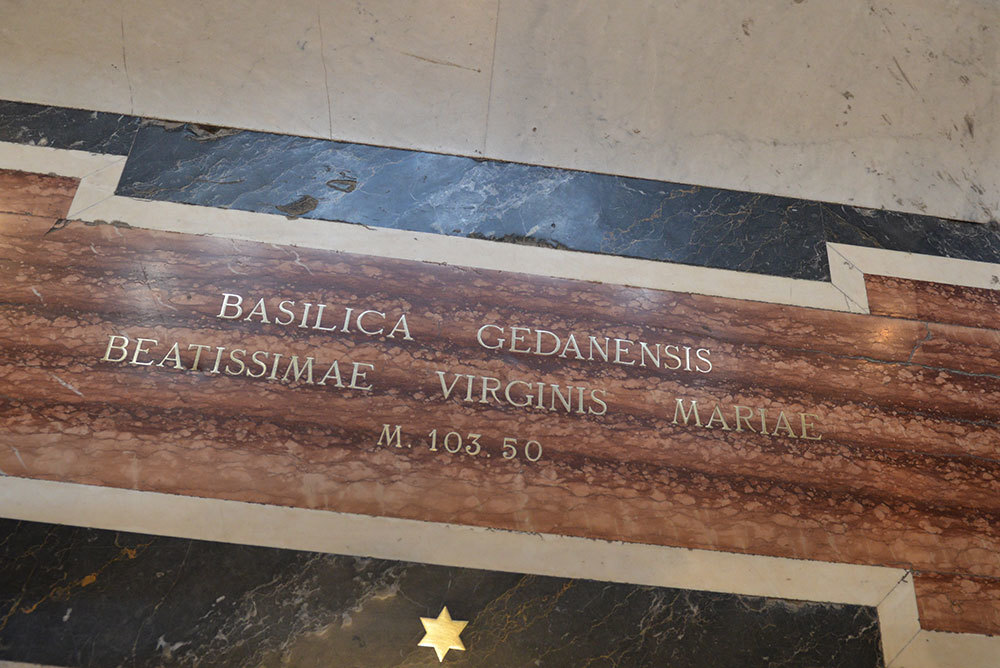 BASILICA GEDANENSIS
BEATISSIMAE VIRGINIS MARIAE
M. 103. 50